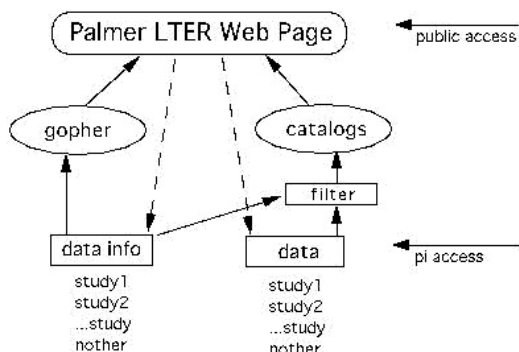 Palmer LTER Web Page
public access
gopher
catalogs
filter
data info
data
pi access
study1
study2
...study
nother
study1
study2
...study
nother